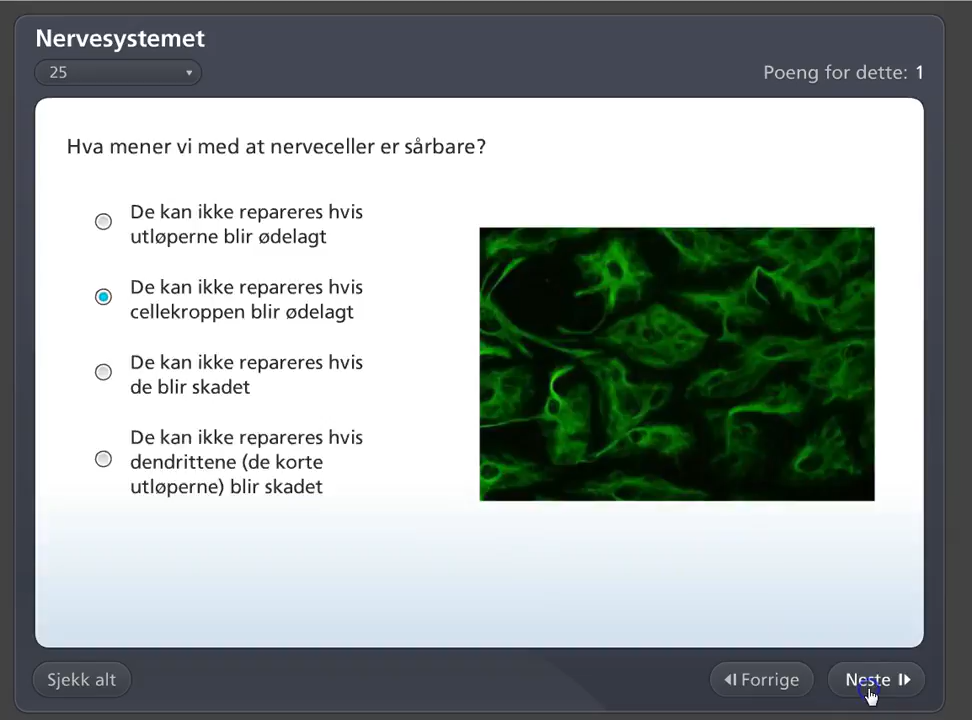 Nervesystemet
25
Poeng for dette: 1
Hva mener vi med at nerveceller er sårbare?
De kan ikke repareres hvis
utløperne blir ødelagt
De kan ikke repareres hvis
cellekroppen blir ødelagt
De kan ikke repareres hvis
de blir skadet
De kan ikke repareres hvis
dendrittene (de korte
utløperne) blir skadet
Sjekk alt
Forrige
Neste